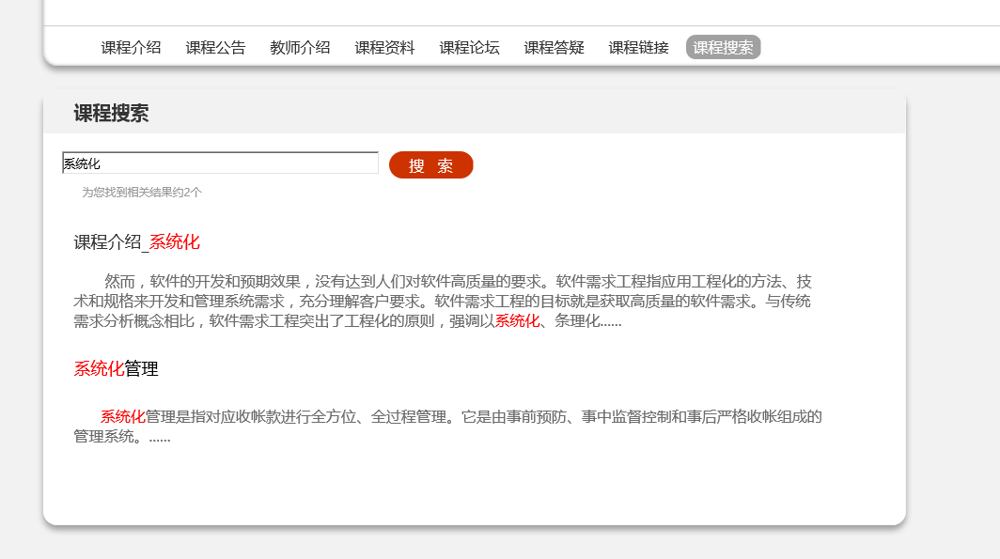 课程介绍 课程公告 教师介绍 课程资料 课程论坛 课程答疑 课程链接 课程搜索
课程搜索
系统化 搜 索
为您找到相关结果约2个
课程介绍_系统化
然而，软件的开发和预期效果，没有达到人们对软件高质量的要求。软件需求工程指应用工程化的方法、技
术和规格来开发和管理系统需求，充分理解客户要求。软件需求工程的目标就是获取高质量的软件需求。与传统
需求分析概念相比，软件需求工程突出了工程化的原则，强调以系统化、条理化......
系统化管理
系统化管理是指对应收帐款进行全方位、全过程管理。它是由事前预防、事中监督控制和事后严格收帐组成的
管理系统。......